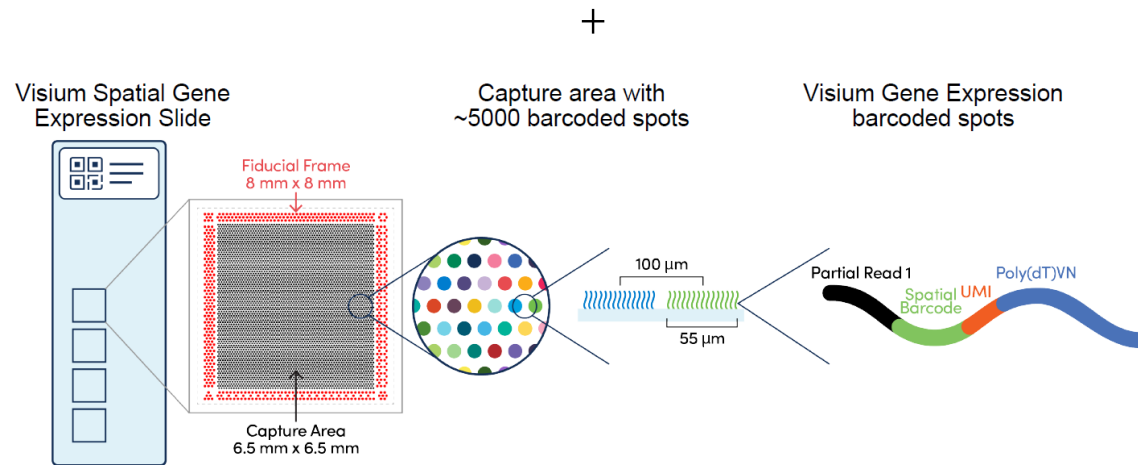 +
Visium Spatial Gene
Expression Slide
Capture area with
~5000 barcoded spots
Visium Gene Expression
barcoded spots
Fiducial Frame
8 mm x 8 mm
Capture Area
6.5 mm x 6.5 mm
100 µm
55 µm
Partial Read 1
Spatial
Barcode
UMI
Poly(dT)VN